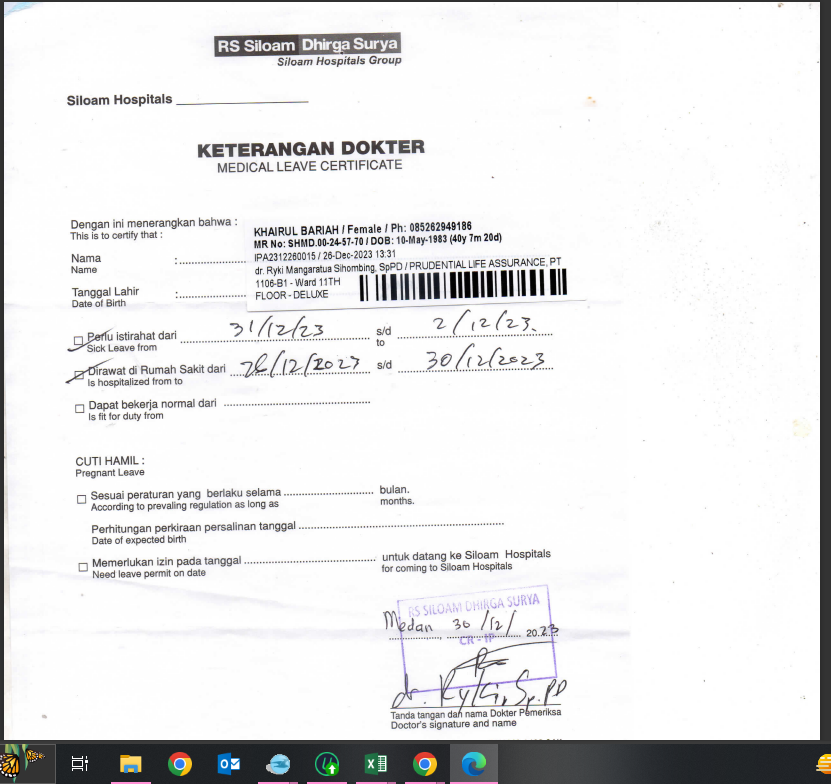 RS Siloam Dhirga Surya
Siloam Hospitals Group
Siloam Hospitals
KETERANGAN DOKTER
MEDICAL LEAVE CERTIFICATE
Dengan ini menerangkan bahwa :
This is to certify that :
KHAIRUL BARIAH / Female / Ph: 085262949186
MR No: SHMD.00-24-57-70 / DOB: 10-May-1983 (40y 7m 20d)
Nama :
Name
IPA2312260015 / 26-Dec-2023 13:31
dr. Ryki Mangaratua Sihombing, SpPD / PRUDENTIAL LIFE ASSURANCE, PT
Tanggal Lahir :
Date of Birth
1106-B1 - Ward 11TH
FLOOR - DELUXE
Perlu istirahat dari 31/12/23 s/d 2/12/23.
Sick Leave from to
Dirawat di Rumah Sakit dari 26/12/2023 s/d 30/12/2023
Is hospitalized from to
Dapat bekerja normal dari
Is fit for duty from
CUTI HAMIL :
Pregnant Leave
Sesuai peraturan yang berlaku selama bulan.
According to prevaling regulation as long as months.
Perhitungan perkiraan persalinan tanggal
Date of expected birth
Memerlukan izin pada tanggal untuk datang ke Siloam Hospitals
Need leave permit on date for coming to Siloam Hospitals
RS SILOAM DHIRGA SURYA
Medan 30/12/ 2023
CR - IP
dr. Ryki, Sp.PD
Tanda tangan dan nama Dokter Pemeriksa
Doctor's signature and name